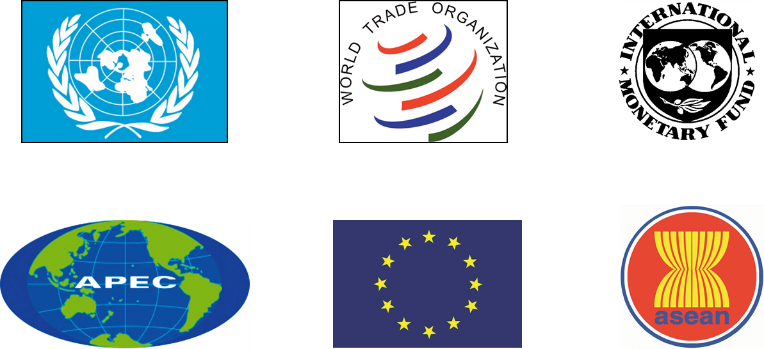 WORLD TRADE ORGANIZATION
INTERNATIONAL
MONETARY FUND
APEC
asean